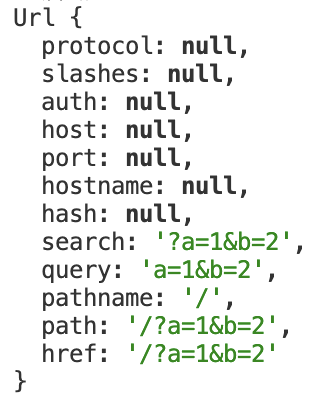 Url {
  protocol: null,
  slashes: null,
  auth: null,
  host: null,
  port: null,
  hostname: null,
  hash: null,
  search: '?a=1&b=2',
  query: 'a=1&b=2',
  pathname: '/',
  path: '/?a=1&b=2',
  href: '/?a=1&b=2'
}